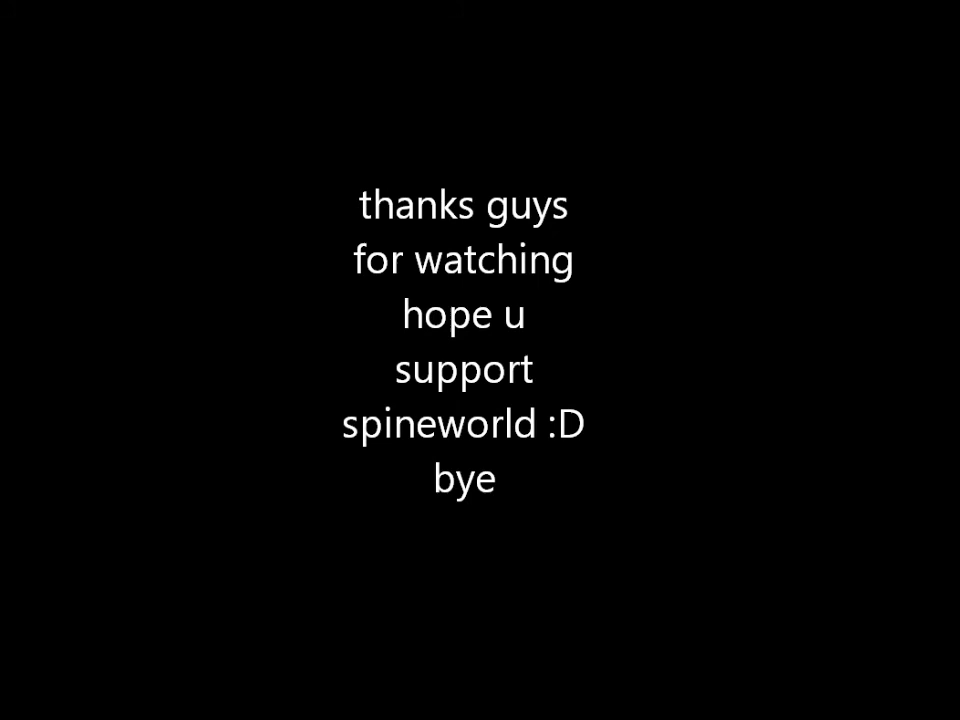 thanks guys
for watching
hope u
support
spineworld :D
bye